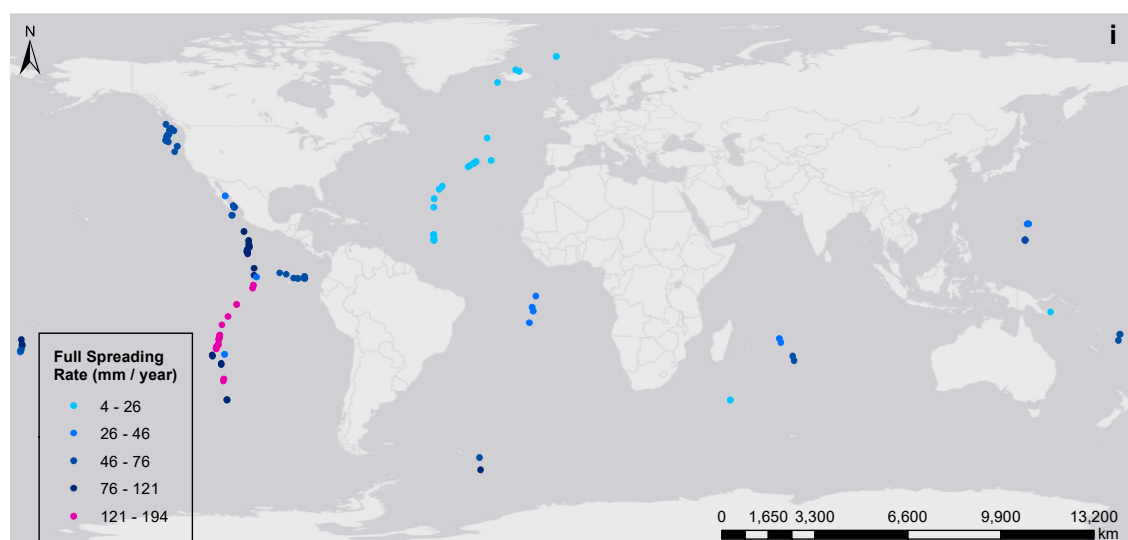 N
i
Full Spreading
Rate (mm / year)
4 - 26
26 - 46
46 - 76
76 - 121
121 - 194
0 1,650 3,300 6,600 9,900 13,200
km